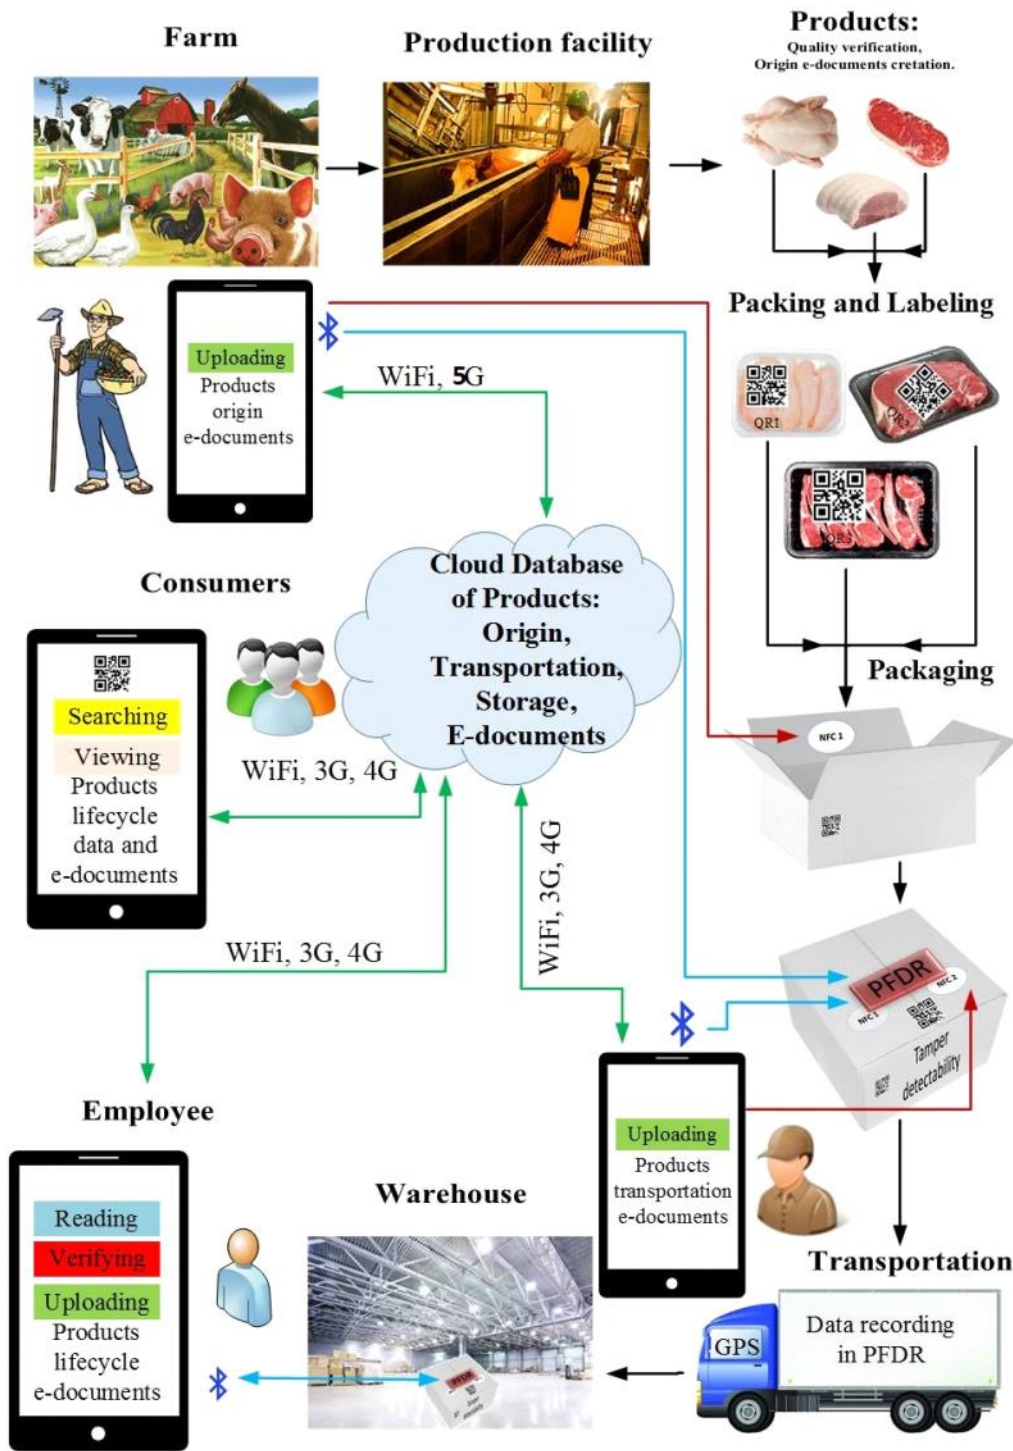 Farm
Production facility
Products:
Quality verification,
Origin e-documents cretation.
Packing and Labeling
Uploading
Products
origin
e-documents
WiFi, 5G
QR1
QR2
QR3
Cloud Database
of Products:
Origin,
Transportation,
Storage,
E-documents
Consumers
Searching
Viewing
Products
lifecycle
data and
e-documents
WiFi, 3G, 4G
Packaging
NFC 1
WiFi, 3G, 4G
WiFi, 3G, 4G
PFDR
NFC 2
NFC 1
Tamper
detectability
Employee
Reading
Verifying
Uploading
Products
lifecycle
e-documents
Warehouse
PFDR
Uploading
Products
transportation
e-documents
Transportation
GPS
Data recording
in PFDR